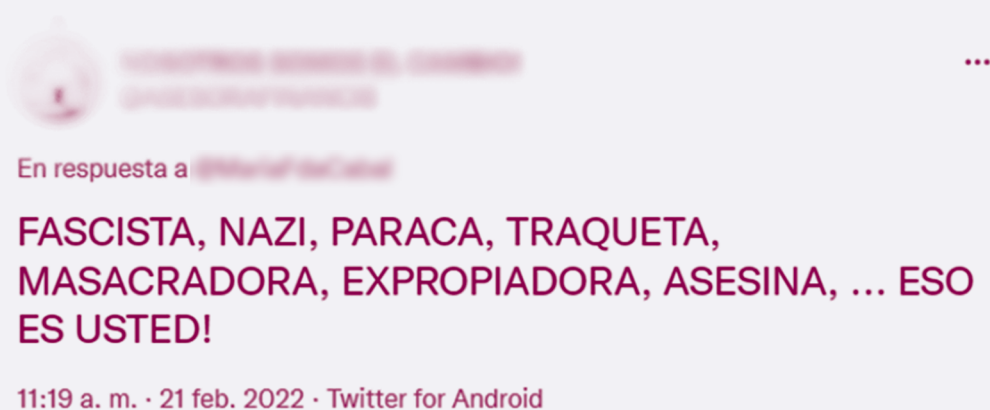 En respuesta a
FASCISTA, NAZI, PARACA, TRAQUETA,
MASACRADORA, EXPROPIADORA, ASESINA, ... ESO
ES USTED!
11:19 a. m. · 21 feb. 2022 · Twitter for Android